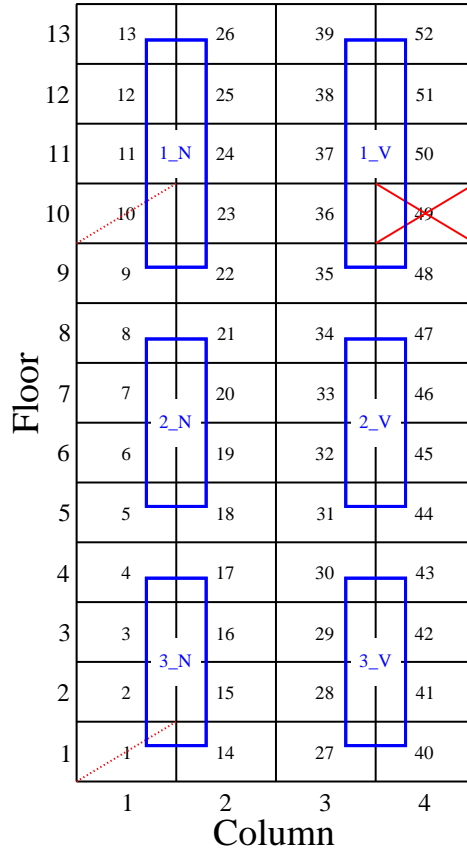 13 13 26 39 52
12 12 25 38 51
11 11 1_N 24 37 1_V 50
10 10 23 36 49
9 9 22 35 48
8 8 21 34 47
7 7 20 33 46
2_N 2_V
6 6 19 32 45
5 5 18 31 44
4 4 17 30 43
3 3 16 29 42
3_N 3_V
2 2 15 28 41
1 1 14 27 40
1 2 3 4
Floor
Column